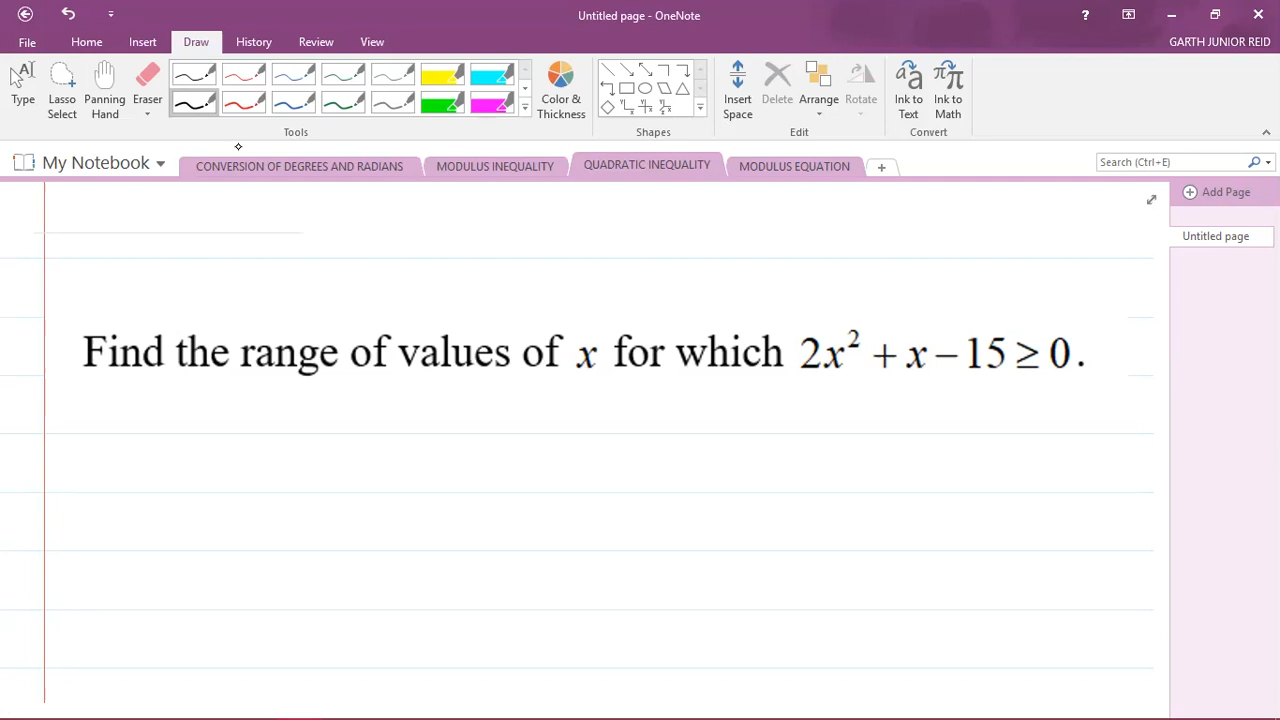 Untitled page - OneNote
?
File
Home
Insert
Draw
History
Review
View
GARTH JUNIOR REID
Type
Lasso
Select
Panning
Hand
Eraser
Color &
Thickness
Insert
Space
Delete
Arrange
Rotate
Ink to
Text
Ink to
Math
Tools
Shapes
Edit
Convert
My Notebook
CONVERSION OF DEGREES AND RADIANS
MODULUS INEQUALITY
QUADRATIC INEQUALITY
MODULUS EQUATION
Search (Ctrl+E)
Add Page
Untitled page
Find the range of values of x for which 2x² + x − 15 ≥ 0.